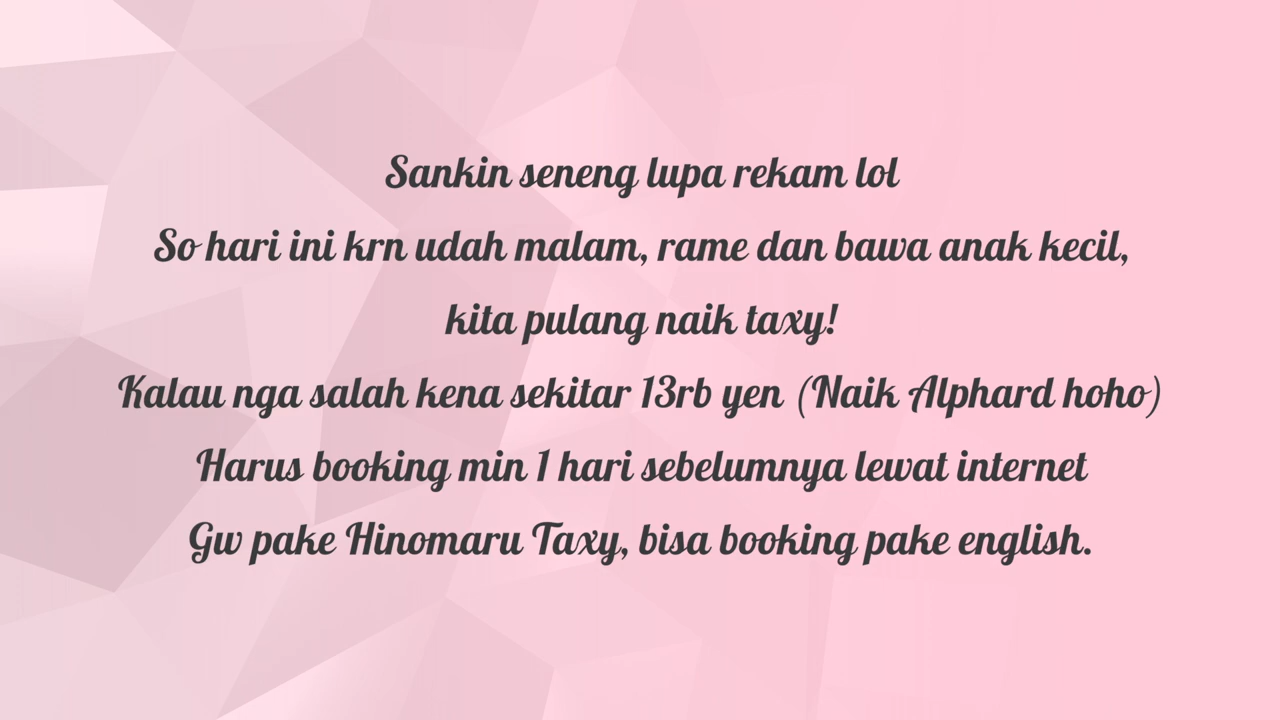 Sankin seneng lupa rekam lol
So hari ini krn udah malam, rame dan bawa anak kecil,
kita pulang naik taxy!
Kalau nga salah kena sekitar 13rb yen (Naik Alphard hoho)
Harus booking min 1 hari sebelumnya lewat internet
Gw pake Hinomaru Taxy, bisa booking pake english.